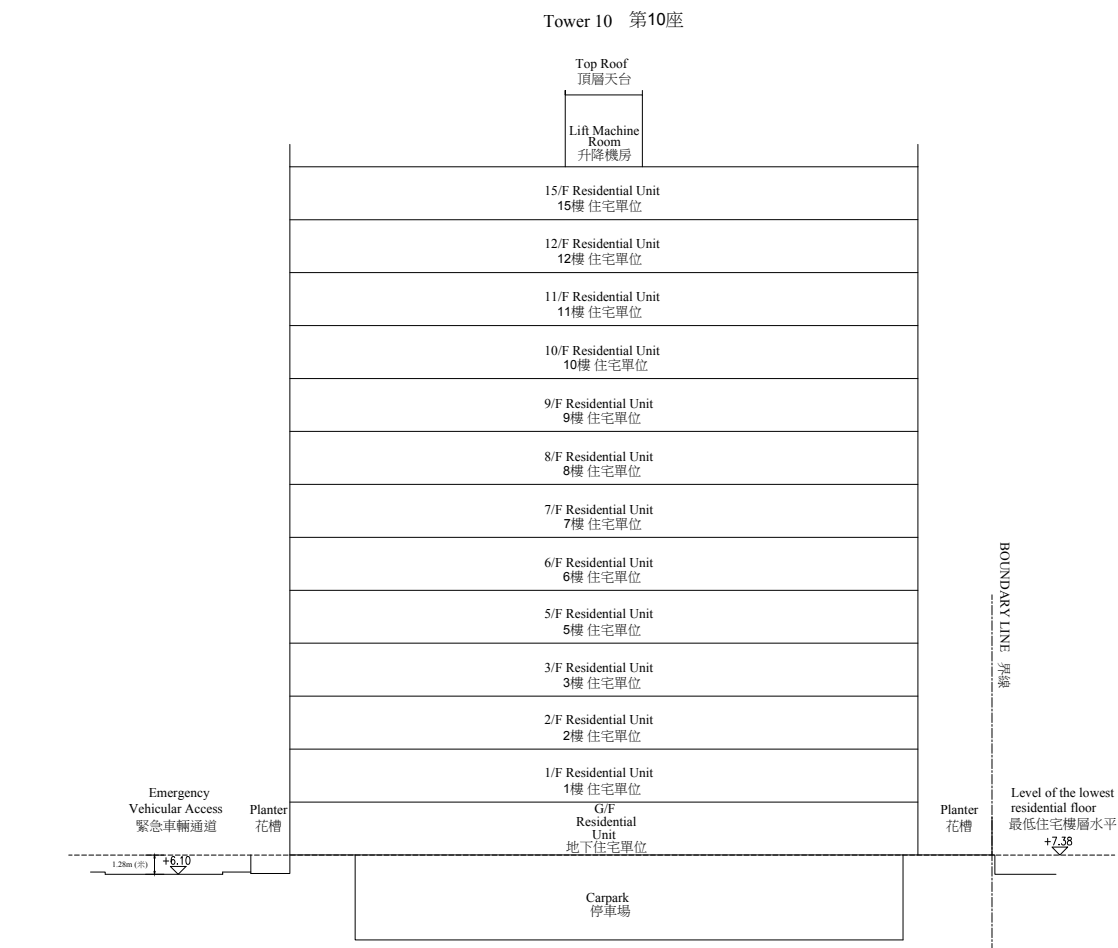 Tower 10 第10座
Top Roof
頂層天台
Lift Machine
Room
升降機房
15/F Residential Unit
15樓 住宅單位
12/F Residential Unit
12樓 住宅單位
11/F Residential Unit
11樓 住宅單位
10/F Residential Unit
10樓 住宅單位
9/F Residential Unit
9樓 住宅單位
8/F Residential Unit
8樓 住宅單位
7/F Residential Unit
7樓 住宅單位
6/F Residential Unit
6樓 住宅單位
5/F Residential Unit
5樓 住宅單位
3/F Residential Unit
3樓 住宅單位
2/F Residential Unit
2樓 住宅單位
1/F Residential Unit
1樓 住宅單位
G/F
Residential
Unit
地下住宅單位
Carpark
停車場
Emergency
Vehicular Access
緊急車輛通道
Planter
花槽
1.28m (米)
+6.10
BOUNDARY LINE 界線
Planter
花槽
Level of the lowest
residential floor
最低住宅樓層水平
+7.38